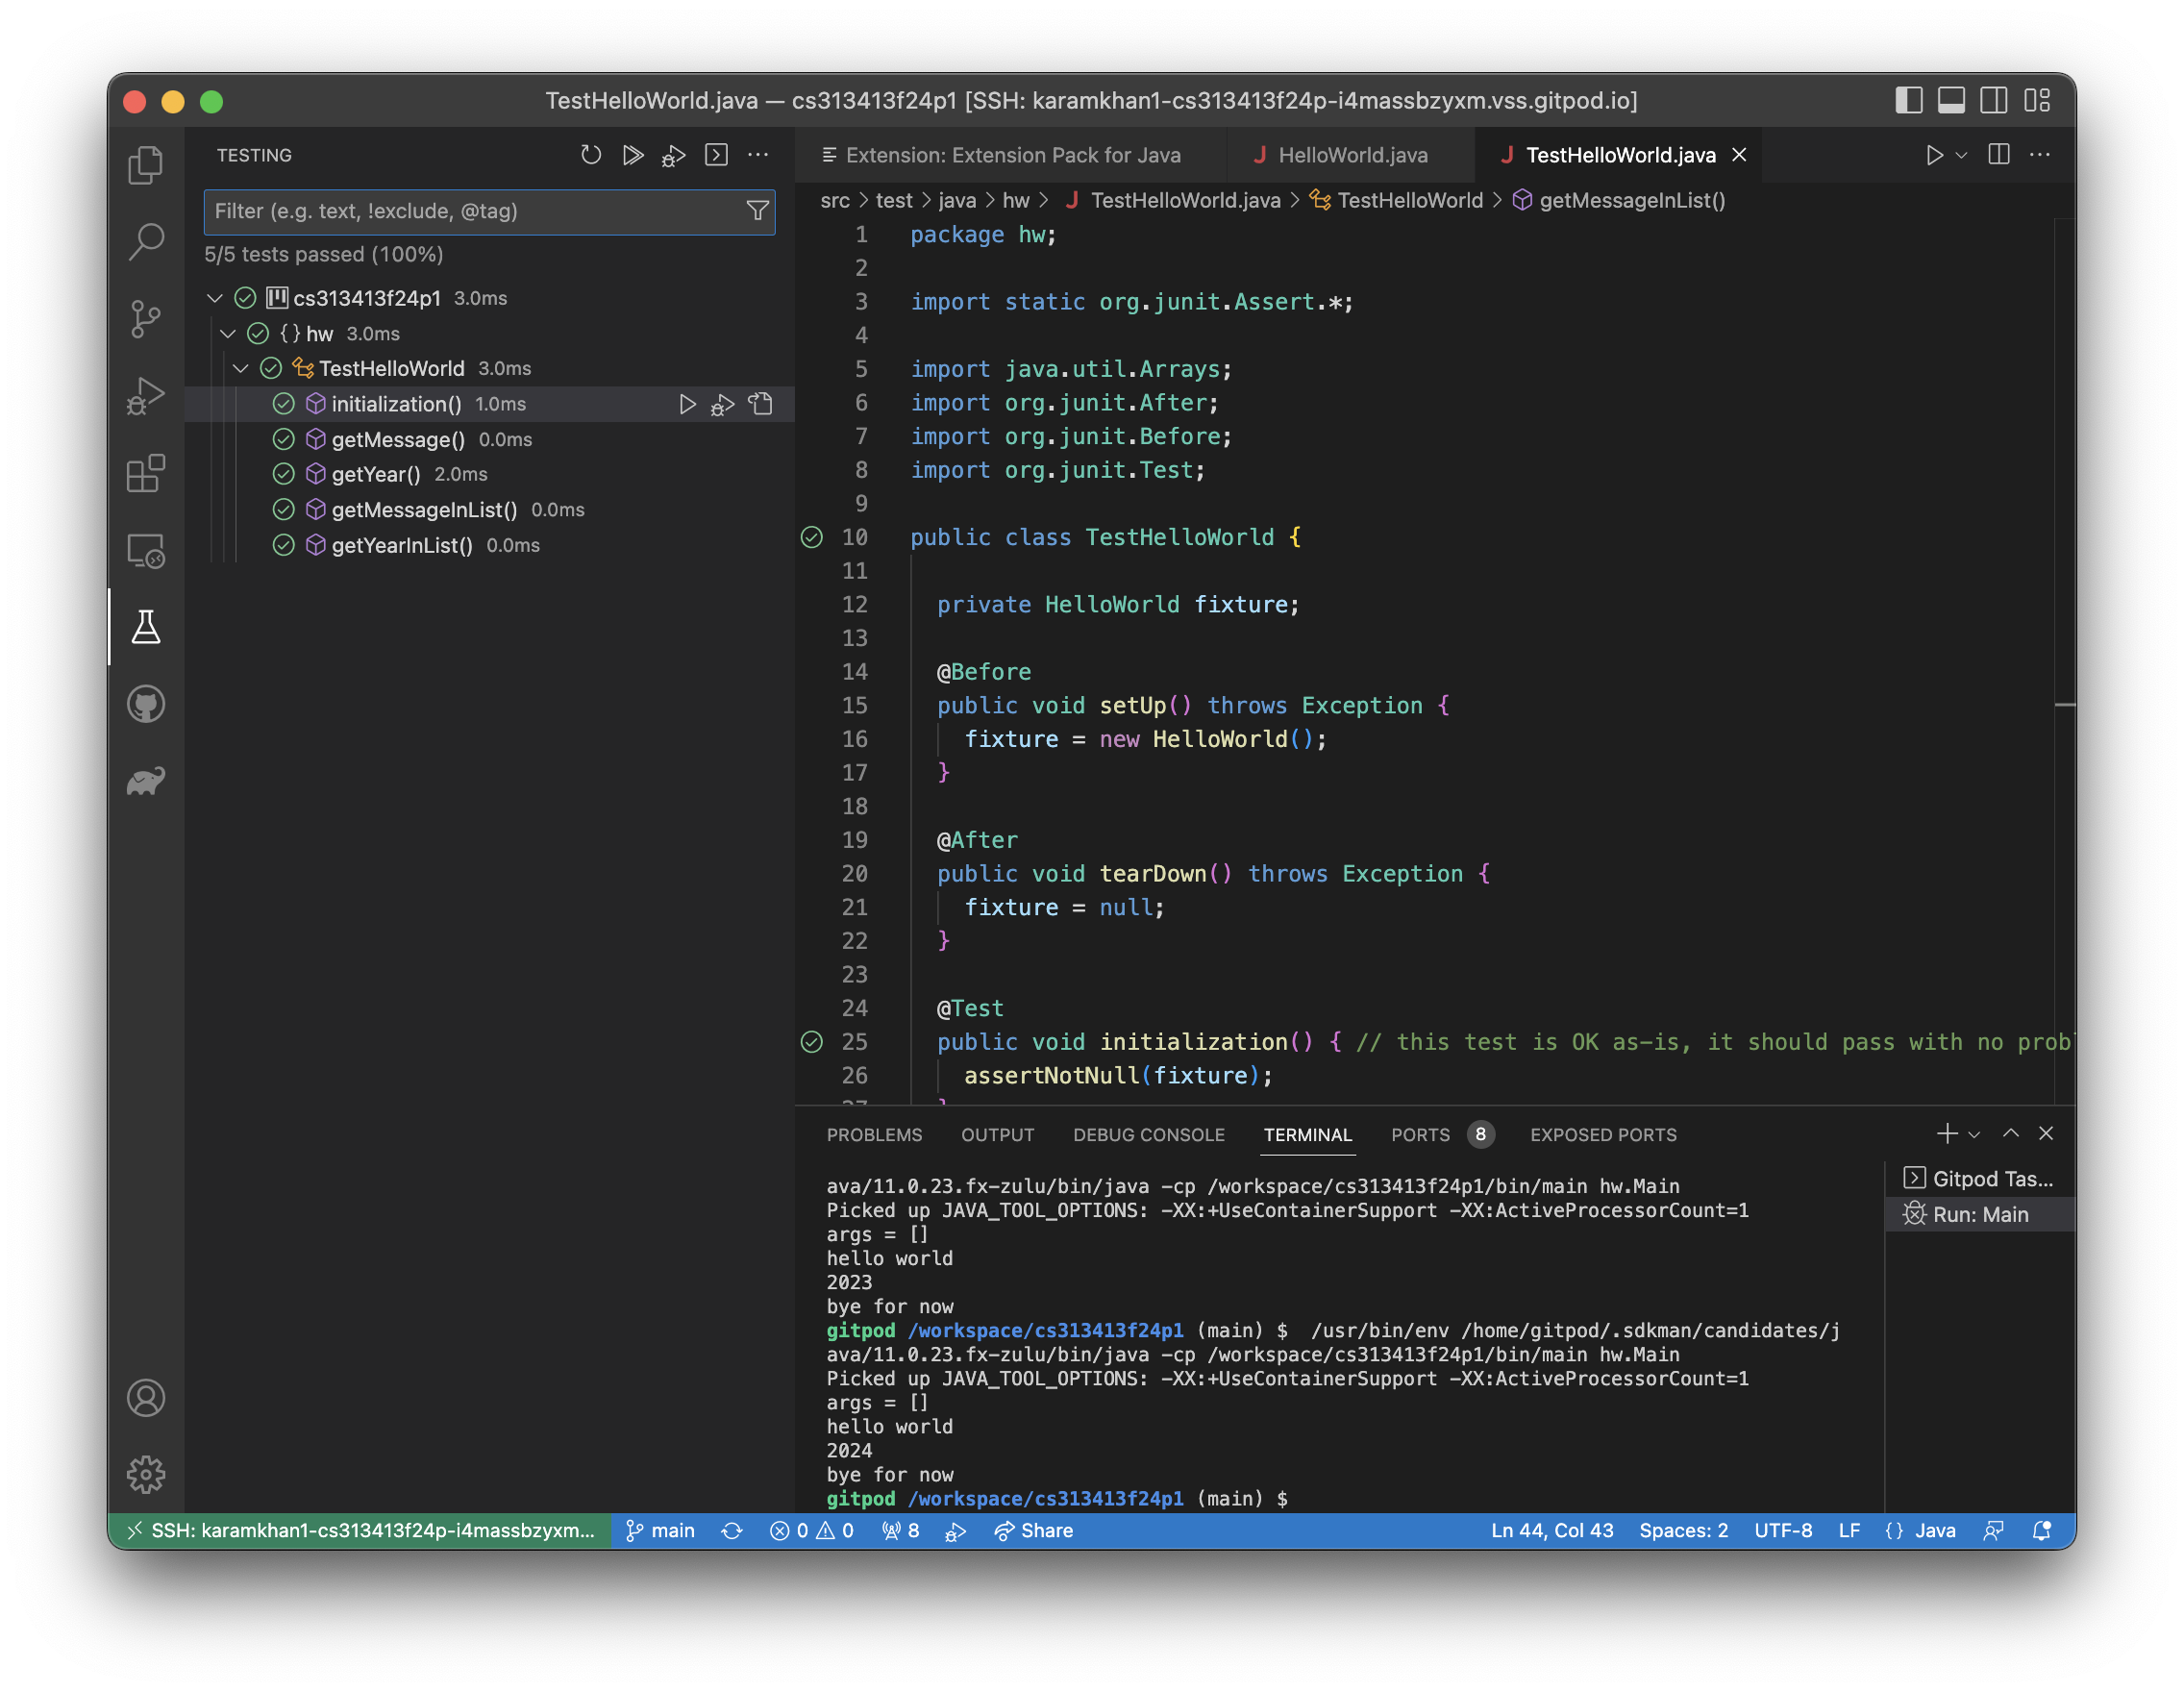 TestHelloWorld.java — cs313413f24p1 [SSH: karamkhan1-cs313413f24p-i4massbzyxm.vss.gitpod.io]
TESTING
Filter (e.g. text, !exclude, @tag)
5/5 tests passed (100%)
cs313413f24p1 3.0ms
{} hw 3.0ms
TestHelloWorld 3.0ms
initialization() 1.0ms
getMessage() 0.0ms
getYear() 2.0ms
getMessageInList() 0.0ms
getYearInList() 0.0ms
Extension: Extension Pack for Java
J HelloWorld.java
J TestHelloWorld.java
src > test > java > hw > J TestHelloWorld.java > TestHelloWorld > getMessageInList()
1 package hw;
2
3 import static org.junit.Assert.*;
4
5 import java.util.Arrays;
6 import org.junit.After;
7 import org.junit.Before;
8 import org.junit.Test;
9
10 public class TestHelloWorld {
11
12 private HelloWorld fixture;
13
14 @Before
15 public void setUp() throws Exception {
16 fixture = new HelloWorld();
17 }
18
19 @After
20 public void tearDown() throws Exception {
21 fixture = null;
22 }
23
24 @Test
25 public void initialization() { // this test is OK as-is, it should pass with no prob
26 assertNotNull(fixture);
27 }
PROBLEMS OUTPUT DEBUG CONSOLE TERMINAL PORTS 8 EXPOSED PORTS
ava/11.0.23.fx-zulu/bin/java -cp /workspace/cs313413f24p1/bin/main hw.Main
Picked up JAVA_TOOL_OPTIONS: -XX:+UseContainerSupport -XX:ActiveProcessorCount=1
args = []
hello world
2023
bye for now
gitpod /workspace/cs313413f24p1 (main) $ /usr/bin/env /home/gitpod/.sdkman/candidates/j
ava/11.0.23.fx-zulu/bin/java -cp /workspace/cs313413f24p1/bin/main hw.Main
Picked up JAVA_TOOL_OPTIONS: -XX:+UseContainerSupport -XX:ActiveProcessorCount=1
args = []
hello world
2024
bye for now
gitpod /workspace/cs313413f24p1 (main) $
Gitpod Tas...
Run: Main
SSH: karamkhan1-cs313413f24p-i4massbzyxm... main 0 0 8 Share Ln 44, Col 43 Spaces: 2 UTF-8 LF {} Java